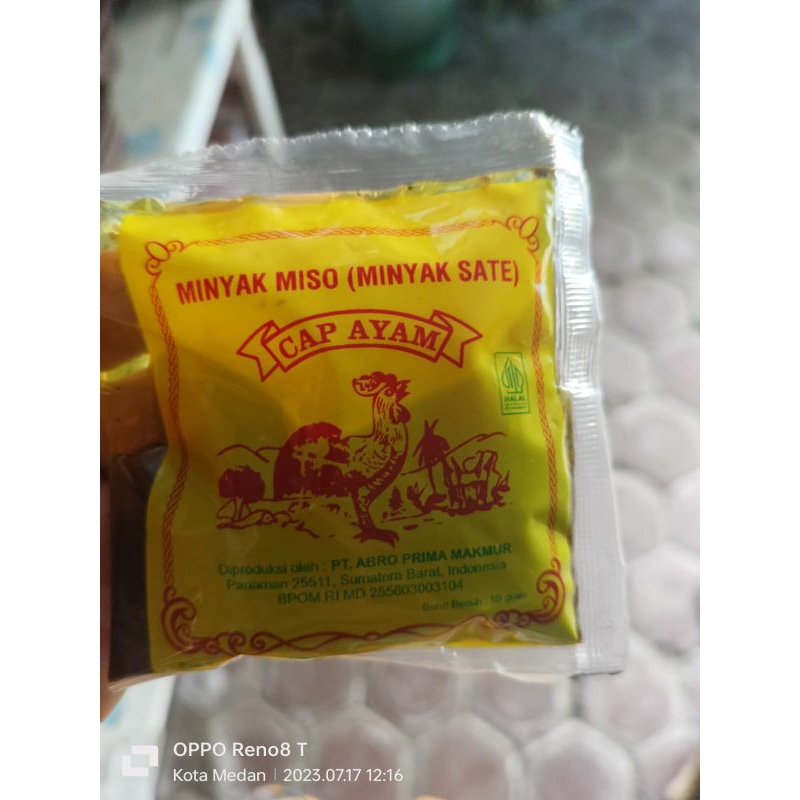 MINYAK MISO (MINYAK SATE)
CAP AYAM
HALAL
Diproduksi oleh : PT. ABRO PRIMA MAKMUR
Pariaman 25511, Sumatera Barat, Indonesia
BPOM RI MD 255603003104
Berat Bersih : 50 gram
OPPO Reno8 T
Kota Medan | 2023.07.17 12:16